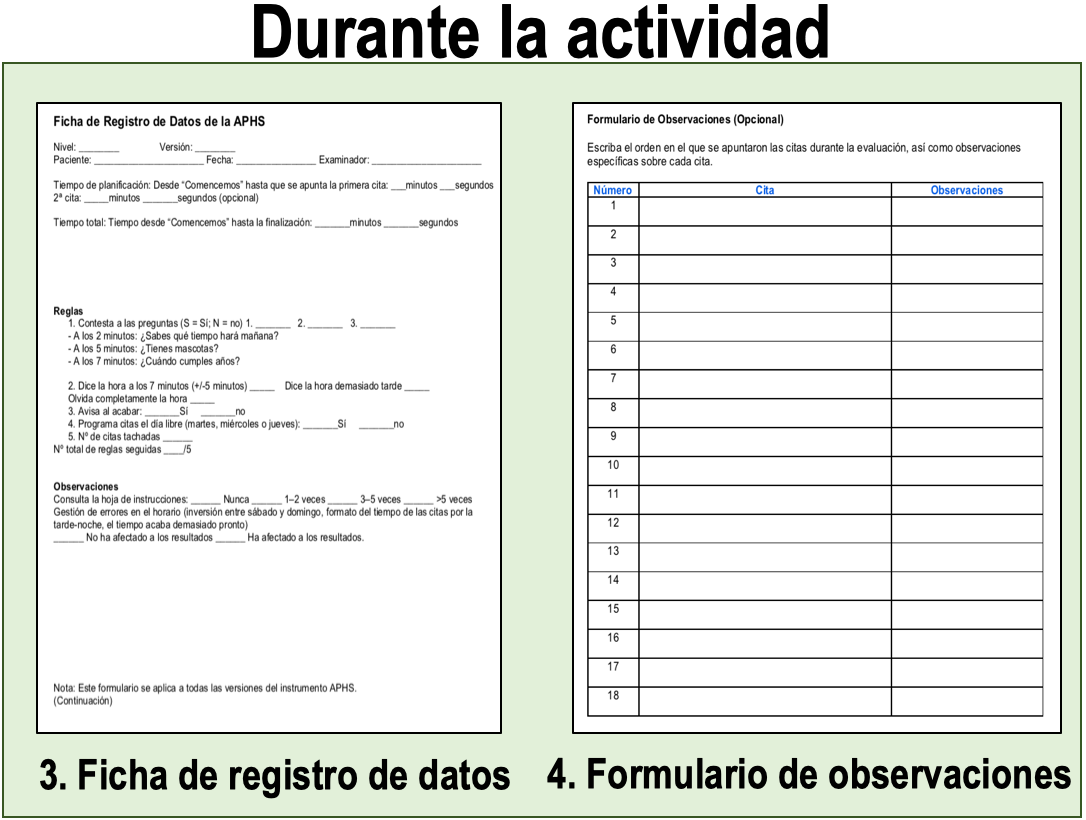 Durante la actividad
Ficha de Registro de Datos de la APHS
Nivel: ________ Versión: ________
Paciente: ______________________ Fecha: ________________ Examinador: ______________________
Tiempo de planificación: Desde “Comencemos” hasta que se apunta la primera cita: ___minutos ___segundos
2ª cita: _____minutos _______segundos (opcional)
Tiempo total: Tiempo desde “Comencemos” hasta la finalización: _______minutos _______segundos
Reglas
1. Contesta a las preguntas (S = Sí; N = no) 1. _______ 2. _______ 3. _______
- A los 2 minutos: ¿Sabes qué tiempo hará mañana?
- A los 5 minutos: ¿Tienes mascotas?
- A los 7 minutos: ¿Cuándo cumples años?
2. Dice la hora a los 7 minutos (+/-5 minutos) _____ Dice la hora demasiado tarde _____
Olvida completamente la hora _____
3. Avisa al acabar: _______Sí _______no
4. Programa citas el día libre (martes, miércoles o jueves): _______Sí _______no
5. Nº de citas tachadas ______
Nº total de reglas seguidas ____/5
Observaciones
Consulta la hoja de instrucciones: ______ Nunca ______ 1–2 veces ______ 3–5 veces ______ >5 veces
Gestión de errores en el horario (inversión entre sábado y domingo, formato del tiempo de las citas por la
tarde-noche, el tiempo acaba demasiado pronto)
______ No ha afectado a los resultados ______ Ha afectado a los resultados.
Nota: Este formulario se aplica a todas las versiones del instrumento APHS.
(Continuación)
3. Ficha de registro de datos
Formulario de Observaciones (Opcional)
Escriba el orden en el que se apuntaron las citas durante la evaluación, así como observaciones
específicas sobre cada cita.
Número Cita Observaciones
1
2
3
4
5
6
7
8
9
10
11
12
13
14
15
16
17
18
4. Formulario de observaciones